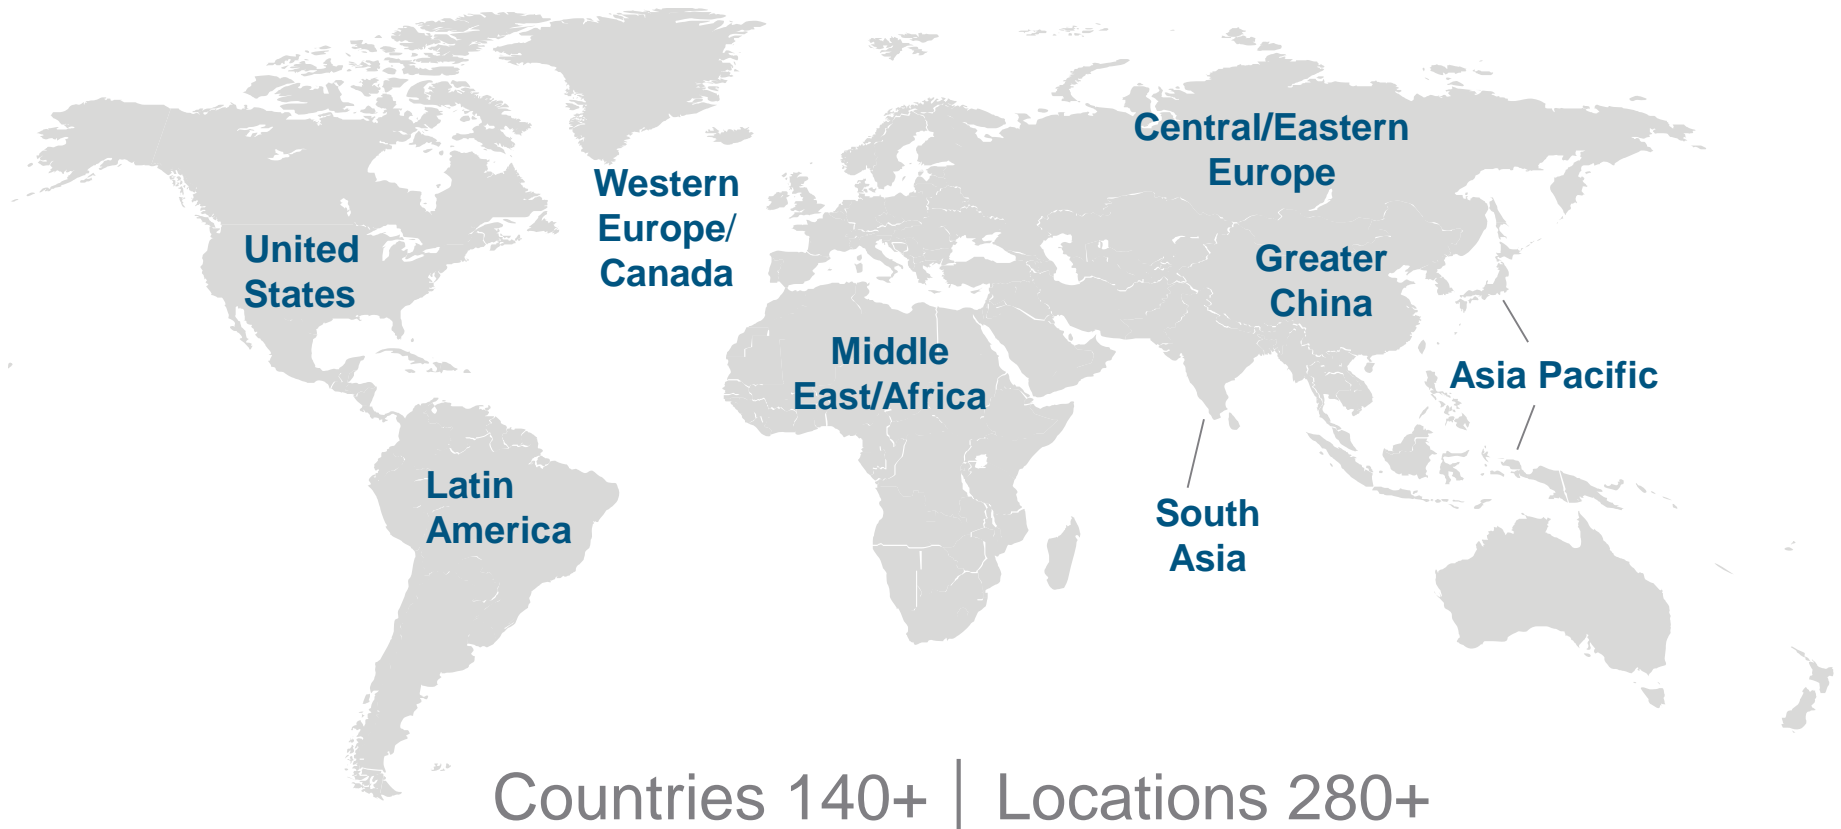 Central/Eastern
Europe
Western
Europe/
Canada
United
States
Greater
China
Middle
East/Africa
Asia Pacific
Latin
America
South
Asia
Countries 140+ | Locations 280+